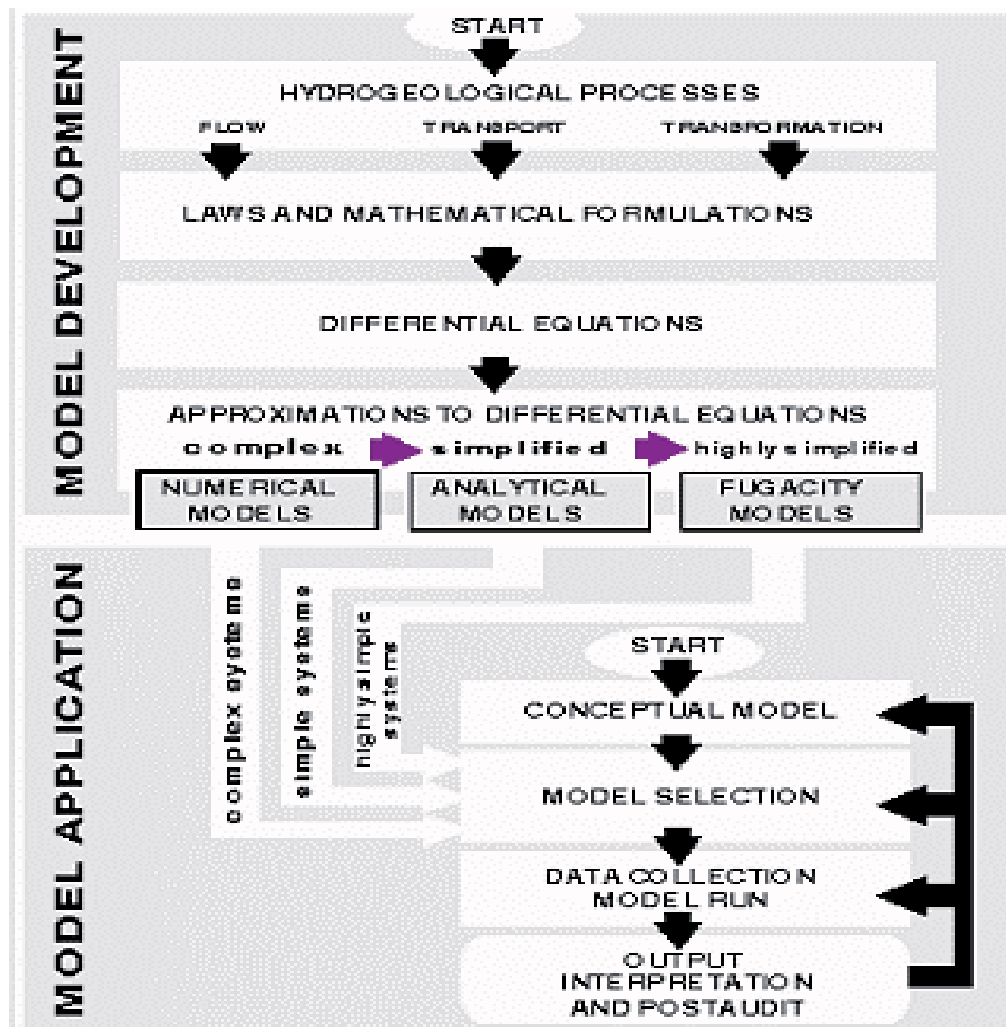 MODEL DEVELOPMENT
START
HYDROGEOLOGICAL PROCESSES
FLOW TRANSPORT TRANSFORMATION
LAWS AND MATHEMATICAL FORMULATIONS
DIFFERENTIAL EQUATIONS
APPROXIMATIONS TO DIFFERENTIAL EQUATIONS
complex simplified highly simplified
NUMERICAL
MODELS
ANALYTICAL
MODELS
FUGACITY
MODELS
MODEL APPLICATION
complex systems
simple systems
highly simple
systems
START
CONCEPTUAL MODEL
MODEL SELECTION
DATA COLLECTION
MODEL RUN
OUTPUT
INTERPRETATION
AND POSTAUDIT